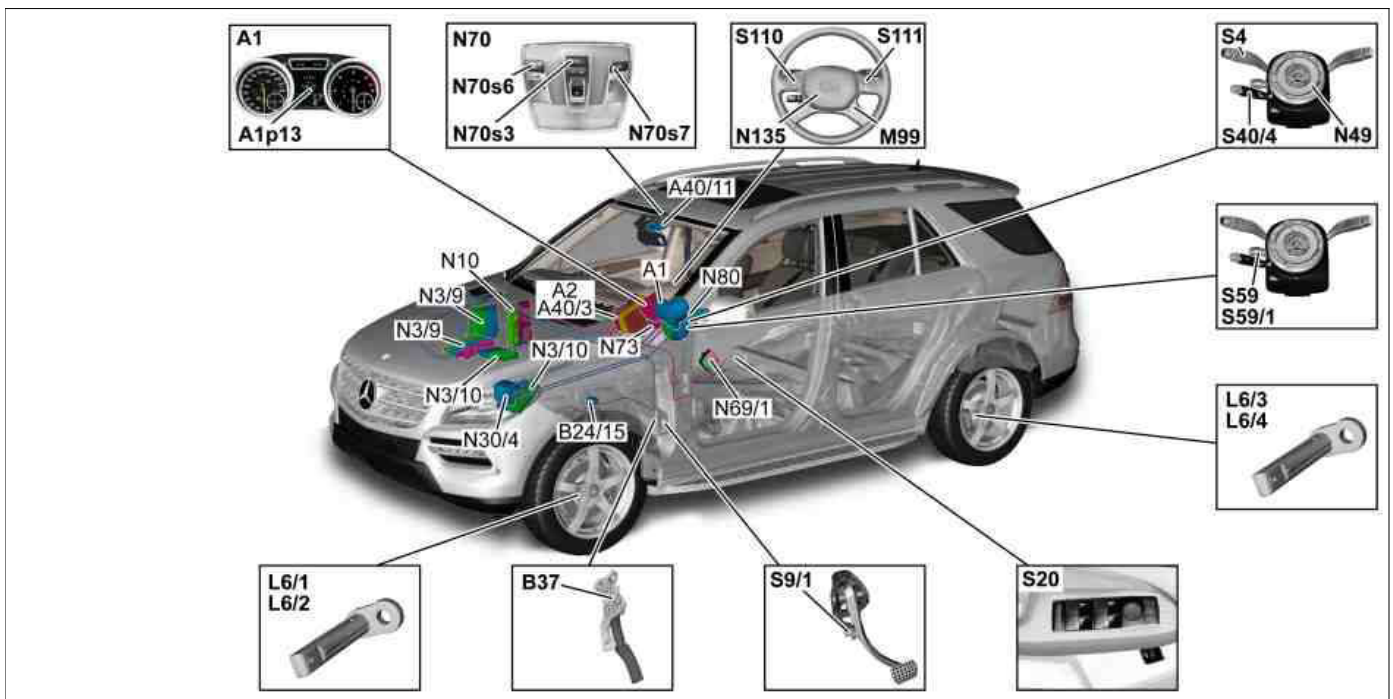 A1
A1p13
N70
N70s6
N70s3
N70s7
S110
S111
N135
M99
S4
S40/4
N49
A40/11
N10
N3/9
A2
A40/3
A1
N80
S59
S59/1
N3/9
N73
N3/10
N3/10
N69/1
N30/4
B24/15
L6/3
L6/4
L6/1
L6/2
B37
S9/1
S20